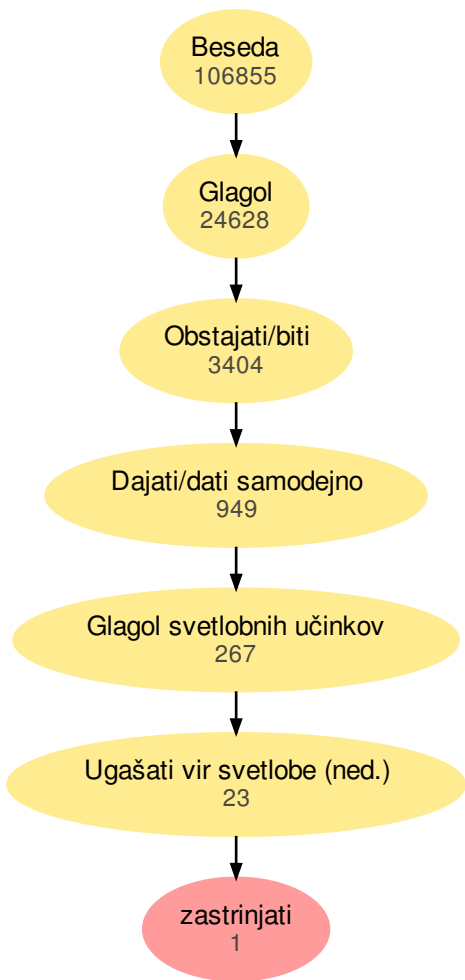 Beseda
106855
Glagol
24628
Obstajati/biti
3404
Dajati/dati samodejno
949
Glagol svetlobnih učinkov
267
Ugašati vir svetlobe (ned.)
23
zastrinjati
1